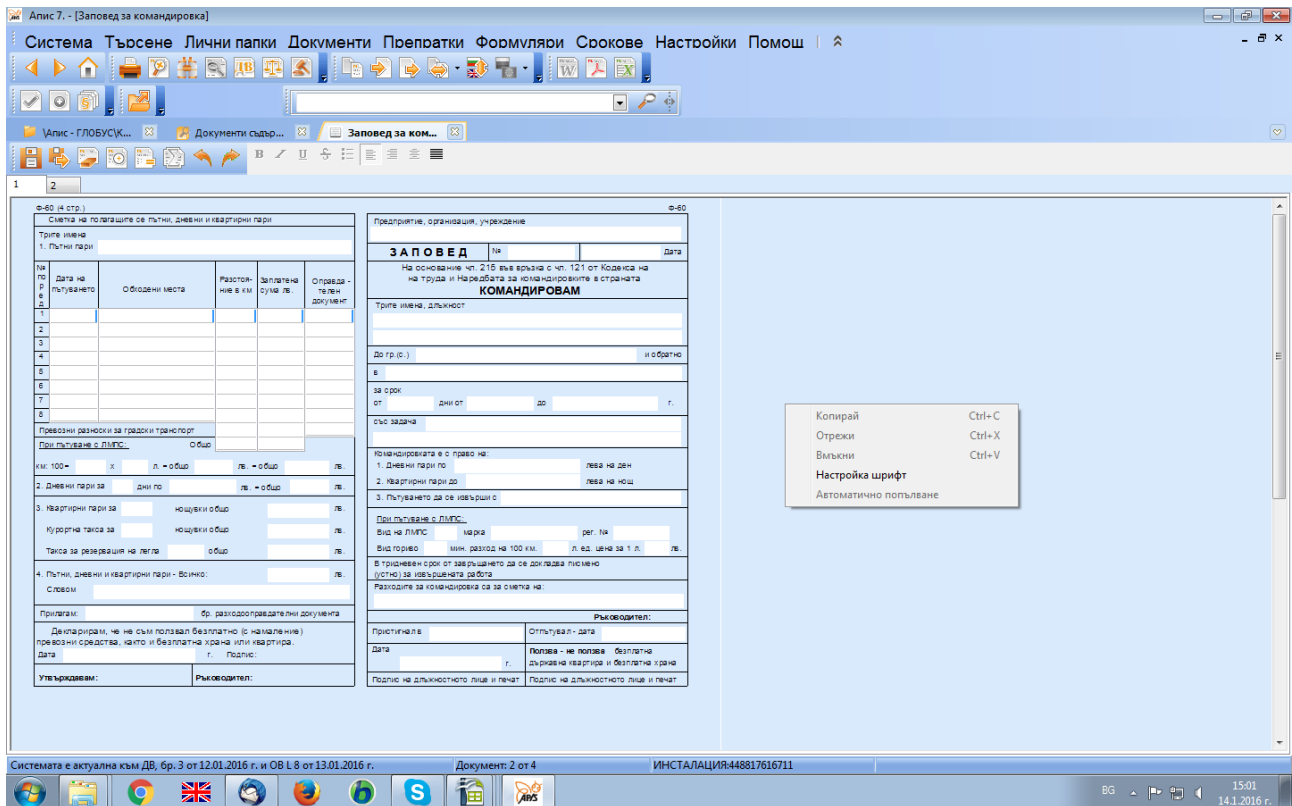 Апис 7. - [Заповед за командировка]
Система Търсене Лични папки Документи Препратки Формуляри Срокове Настройки Помощ
\Апис - ГЛОБУС\К... Документи съдър... Заповед за ком...
1 2
Ф-60 (4 стр.)
Сметка на полагащите се пътни, дневни и квартирни пари
Трите имена
1. Пътни пари
№ по ред
Дата на пътуването
Обходени места
Разстоя-ние в км
Заплатена сума лв.
Оправда-телен документ
1
2
3
4
5
6
7
8
Превозни разноски за градски транспорт
При пътуване с ЛМПС: Общо
км: 100= х л. = общо лв. = общо лв.
2. Дневни пари за дни по лв. = общо лв.
3. Квартирни пари за нощувки общо лв.
Курортна такса за нощувки общо лв.
Такса за резервация на легла общо лв.
4. Пътни, дневни и квартирни пари - Всичко: лв.
Словом
Прилагам: бр. разходооправдателни документа
Декларирам, че не съм ползвал безплатно (с намаление)
превозни средства, както и безплатна храна или квартира.
Дата г. Подпис:
Утвърждавам: Ръководител:
Ф-60
Предприятие, организация, учреждение
ЗАПОВЕД № Дата
На основание чл. 215 във връзка с чл. 121 от Кодекса на
на труда и Наредбата за командировките в страната
КОМАНДИРОВАМ
Трите имена, длъжност
До гр.(с.) и обратно
в
за срок
от дни от до г.
със задача
Командировката е с право на:
1. Дневни пари по лева на ден
2. Квартирни пари до лева на нощ
3. Пътуването да се извърши с
При пътуване с ЛМПС:
Вид на ЛМПС марка рег. №
Вид гориво мин. разход на 100 км. л. ед. цена за 1 л. лв.
В тридневен срок от завръщането да се докладва писмено
(устно) за извършената работа
Разходите за командировка са за сметка на:
Ръководител:
Пристигнал в Отпътувал - дата
Дата
г.
Ползва - не ползва безплатна
държавна квартира и безплатна храна
Подпис на длъжностното лице и печат Подпис на длъжностното лице и печат
Копирай Ctrl+C
Отрежи Ctrl+X
Вмъкни Ctrl+V
Настройка шрифт
Автоматично попълване
Системата е актуална към ДВ, бр. 3 от 12.01.2016 г. и ОВ L 8 от 13.01.2016 г. Документ: 2 от 4 ИНСТАЛАЦИЯ:448817616711
BG 15:01
14.1.2016 г.